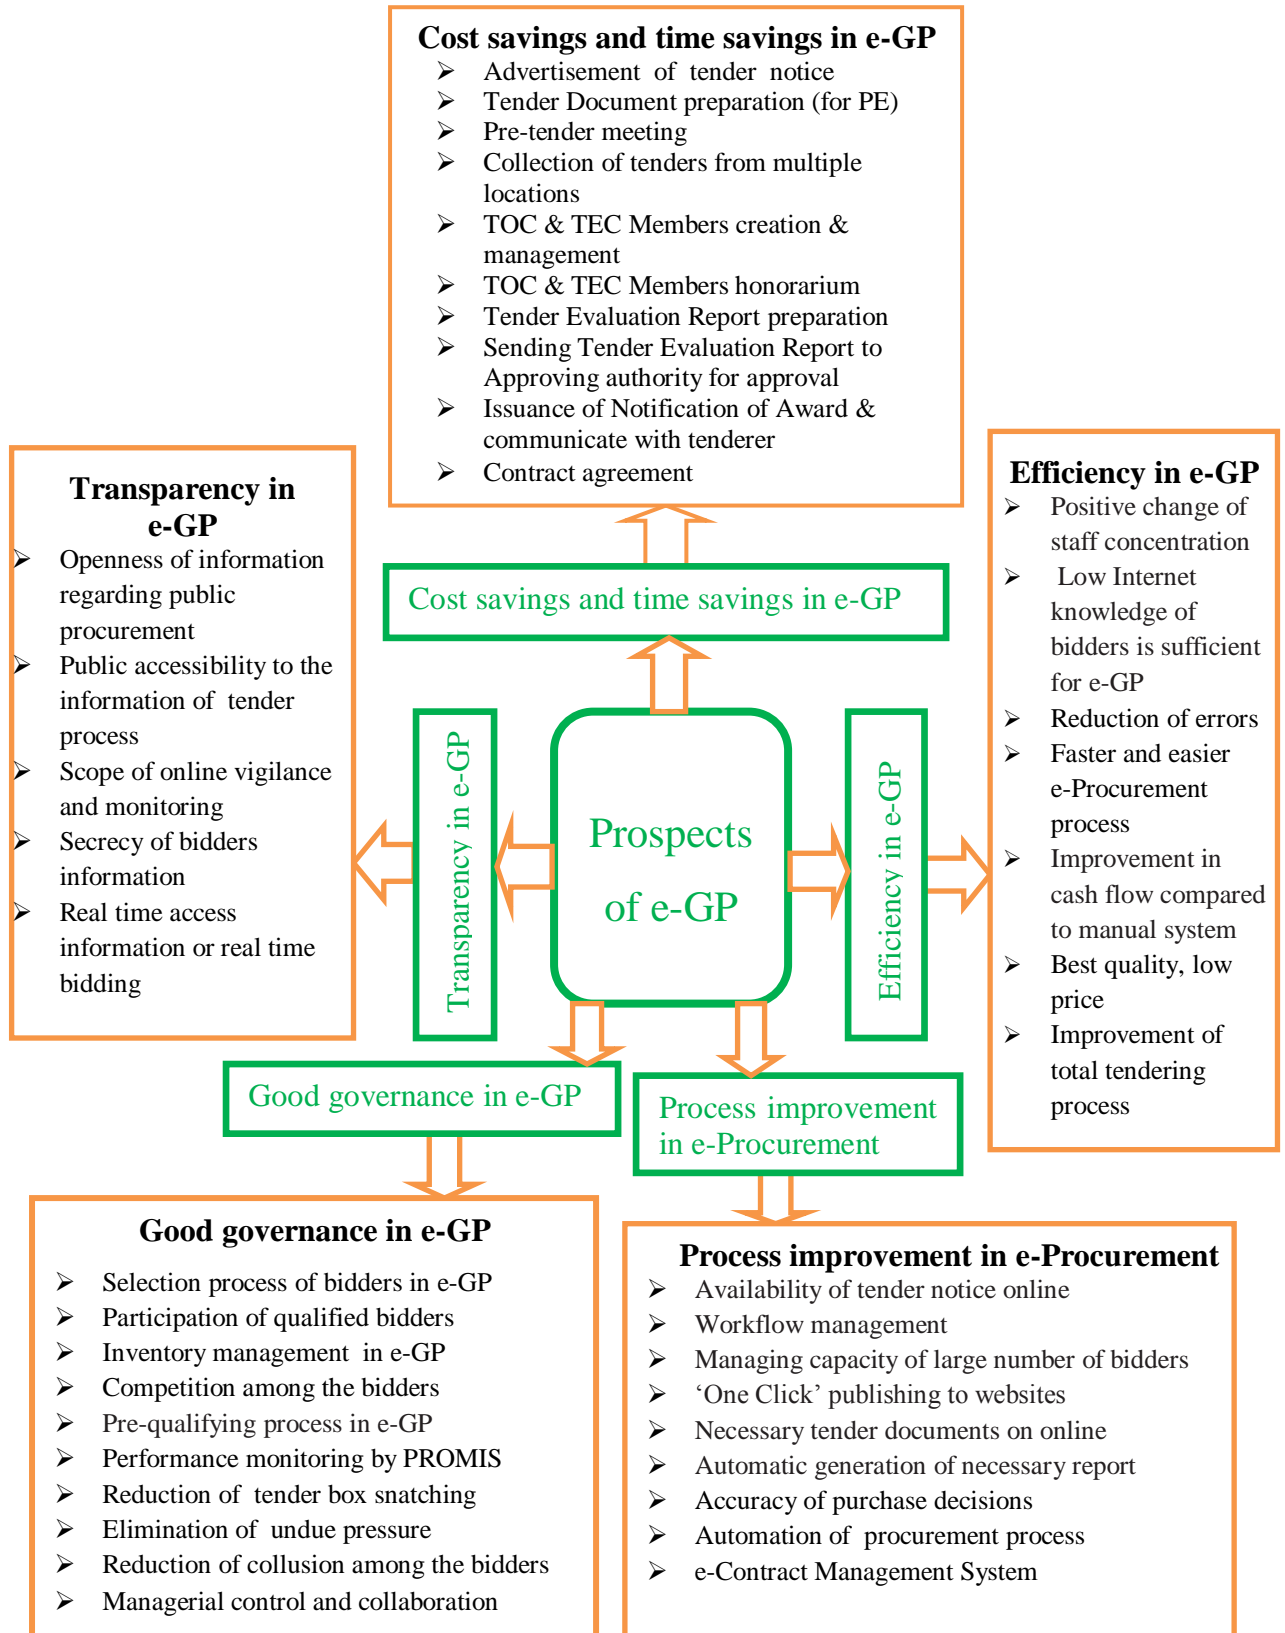 Cost savings and time savings in e-GP
➢ Advertisement of tender notice
➢ Tender Document preparation (for PE)
➢ Pre-tender meeting
➢ Collection of tenders from multiple
locations
➢ TOC & TEC Members creation &
management
➢ TOC & TEC Members honorarium
➢ Tender Evaluation Report preparation
➢ Sending Tender Evaluation Report to
Approving authority for approval
➢ Issuance of Notification of Award &
communicate with tenderer
➢ Contract agreement
Transparency in
e-GP
➢ Openness of information
regarding public
procurement
➢ Public accessibility to the
information of tender
process
➢ Scope of online vigilance
and monitoring
➢ Secrecy of bidders
information
➢ Real time access
information or real time
bidding
Cost savings and time savings in e-GP
Transparency in e-GP
Prospects
of e-GP
Efficiency in e-GP
Efficiency in e-GP
➢ Positive change of
staff concentration
➢ Low Internet
knowledge of
bidders is sufficient
for e-GP
➢ Reduction of errors
➢ Faster and easier
e-Procurement
process
➢ Improvement in
cash flow compared
to manual system
➢ Best quality, low
price
➢ Improvement of
total tendering
process
Good governance in e-GP
Process improvement
in e-Procurement
Good governance in e-GP
➢ Selection process of bidders in e-GP
➢ Participation of qualified bidders
➢ Inventory management in e-GP
➢ Competition among the bidders
➢ Pre-qualifying process in e-GP
➢ Performance monitoring by PROMIS
➢ Reduction of tender box snatching
➢ Elimination of undue pressure
➢ Reduction of collusion among the bidders
➢ Managerial control and collaboration
Process improvement in e-Procurement
➢ Availability of tender notice online
➢ Workflow management
➢ Managing capacity of large number of bidders
➢ ‘One Click’ publishing to websites
➢ Necessary tender documents on online
➢ Automatic generation of necessary report
➢ Accuracy of purchase decisions
➢ Automation of procurement process
➢ e-Contract Management System